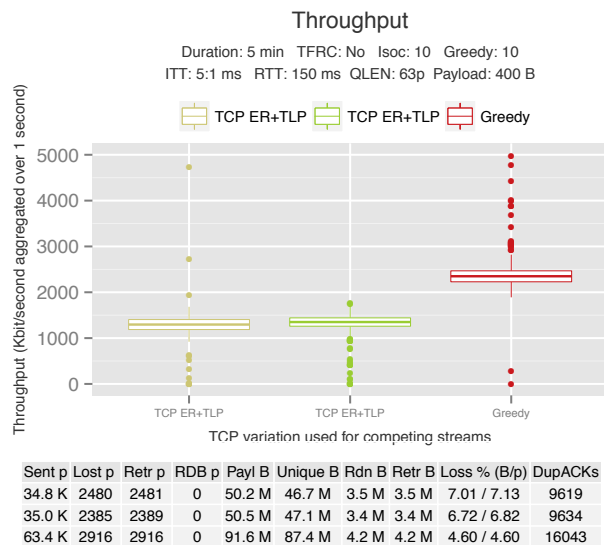 Throughput
Duration: 5 min TFRC: No Isoc: 10 Greedy: 10
ITT: 5:1 ms RTT: 150 ms QLEN: 63p Payload: 400 B
TCP ER+TLP TCP ER+TLP Greedy
Throughput (Kbit/second aggregated over 1 second)
5000
4000
3000
2000
1000
0
TCP ER+TLP TCP ER+TLP Greedy
TCP variation used for competing streams
Sent p Lost p Retr p RDB p Payl B Unique B Rdn B Retr B Loss % (B/p) DupACKs
34.8 K 2480 2481 0 50.2 M 46.7 M 3.5 M 3.5 M 7.01 / 7.13 9619
35.0 K 2385 2389 0 50.5 M 47.1 M 3.4 M 3.4 M 6.72 / 6.82 9634
63.4 K 2916 2916 0 91.6 M 87.4 M 4.2 M 4.2 M 4.60 / 4.60 16043